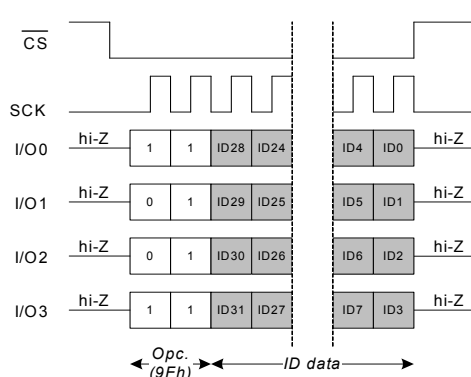 CS
SCK
I/O0 hi-Z 1 1 ID28 ID24 ID4 ID0 hi-Z
I/O1 hi-Z 0 1 ID29 ID25 ID5 ID1 hi-Z
I/O2 hi-Z 0 1 ID30 ID26 ID6 ID2 hi-Z
I/O3 hi-Z 1 1 ID31 ID27 ID7 ID3 hi-Z
Opc. ID data
(9Fh)